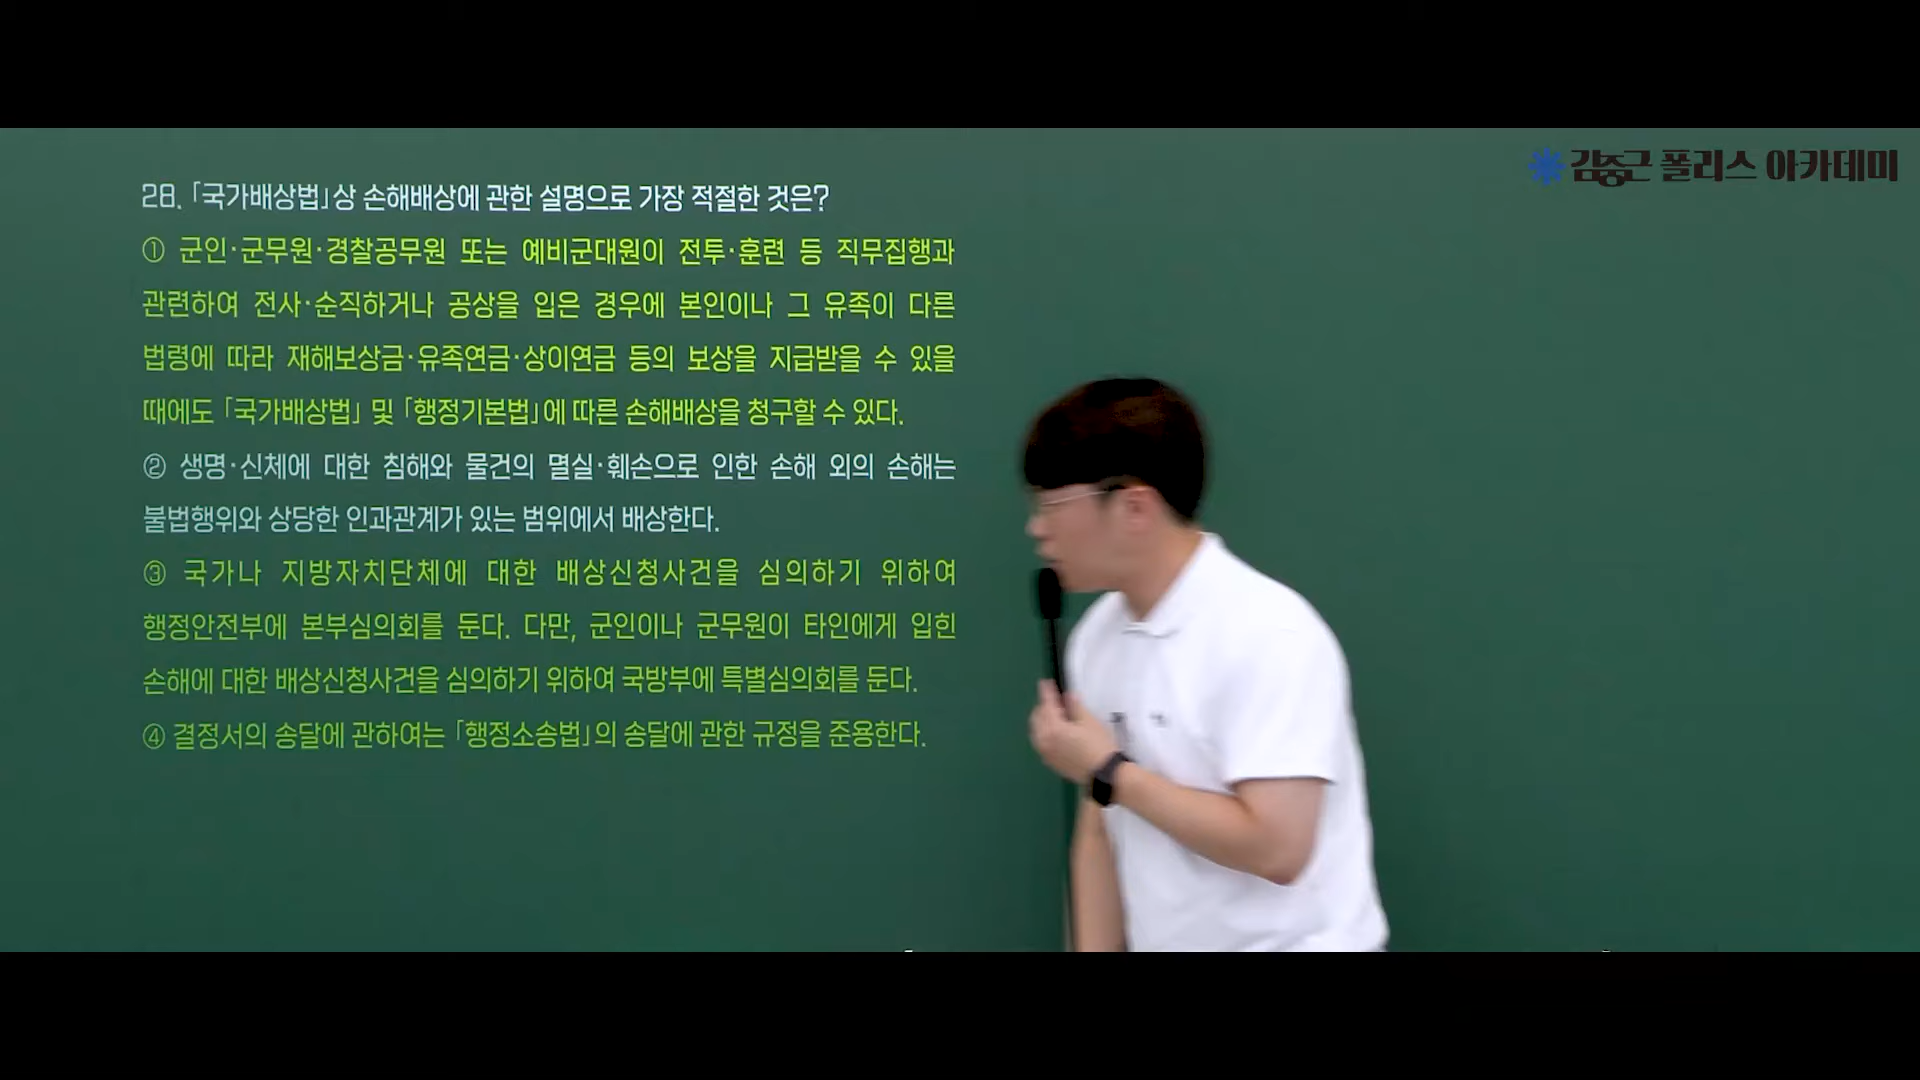 김중근 폴리스 아카데미
28. 「국가배상법」상 손해배상에 관한 설명으로 가장 적절한 것은?
① 군인·군무원·경찰공무원 또는 예비군대원이 전투·훈련 등 직무집행과
관련하여 전사·순직하거나 공상을 입은 경우에 본인이나 그 유족이 다른
법령에 따라 재해보상금·유족연금·상이연금 등의 보상을 지급받을 수 있을
때에도 「국가배상법」 및 「행정기본법」에 따른 손해배상을 청구할 수 있다.
② 생명·신체에 대한 침해와 물건의 멸실·훼손으로 인한 손해 외의 손해는
불법행위와 상당한 인과관계가 있는 범위에서 배상한다.
③ 국가나 지방자치단체에 대한 배상신청사건을 심의하기 위하여
행정안전부에 본부심의회를 둔다. 다만, 군인이나 군무원이 타인에게 입힌
손해에 대한 배상신청사건을 심의하기 위하여 국방부에 특별심의회를 둔다.
④ 결정서의 송달에 관하여는 「행정소송법」의 송달에 관한 규정을 준용한다.